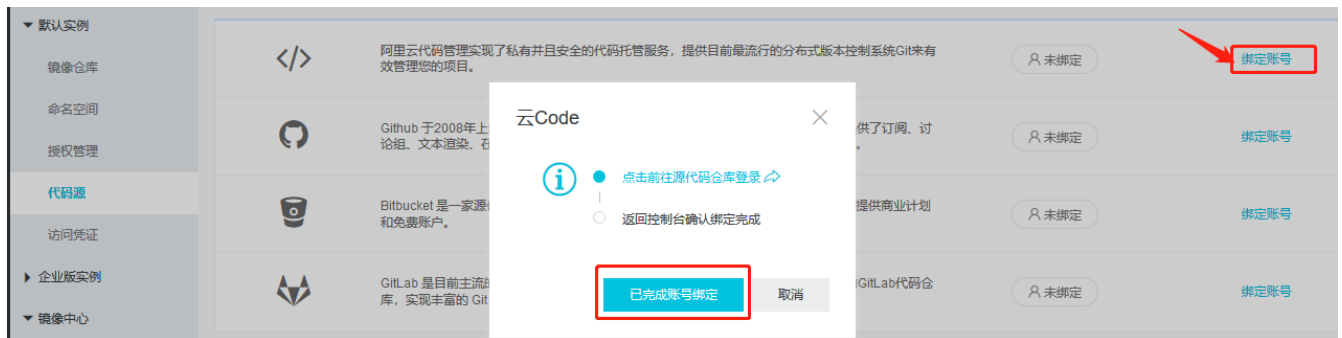 默认实例
镜像仓库
命名空间
授权管理
代码源
访问凭证
企业版实例
镜像中心
</>
阿里云代码管理实现了私有并且安全的代码托管服务，提供目前最流行的分布式版本控制系统Git来有
效管理您的项目。
未绑定
绑定账号
Github 于2008年上
供了订阅、讨
论组、文本渲染、在
。
未绑定
绑定账号
Bitbucket 是一家源
提供商业计划
和免费账户。
未绑定
绑定账号
GitLab 是目前主流的
GitLab代码仓
库，实现丰富的 Git
未绑定
绑定账号
云Code
点击前往源代码仓库登录
返回控制台确认绑定完成
已完成账号绑定
取消